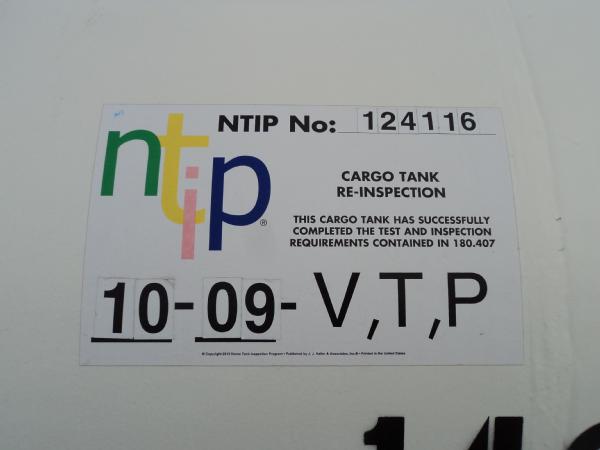 ntip®
NTIP No: 124116
CARGO TANK
RE-INSPECTION
THIS CARGO TANK HAS SUCCESSFULLY
COMPLETED THE TEST AND INSPECTION
REQUIREMENTS CONTAINED IN 180.407
10-09-V,T,P